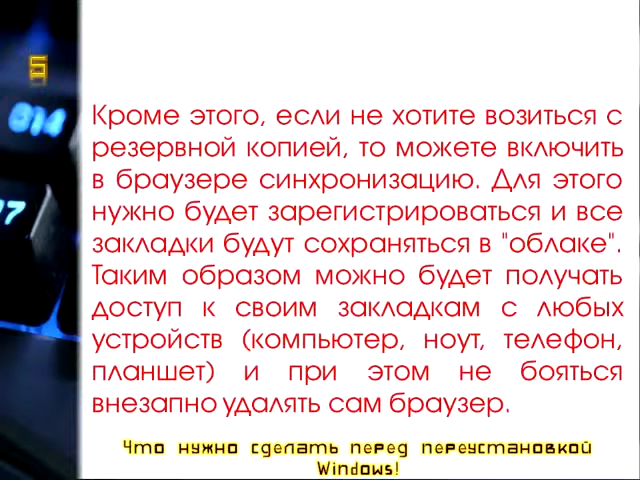 5
Кроме этого, если не хотите возиться с
резервной копией, то можете включить
в браузере синхронизацию. Для этого
нужно будет зарегистрироваться и все
закладки будут сохраняться в "облаке".
Таким образом можно будет получать
доступ к своим закладкам с любых
устройств (компьютер, ноут, телефон,
планшет) и при этом не бояться
внезапно удалять сам браузер.
Что нужно сделать перед переустановкой
Windows!